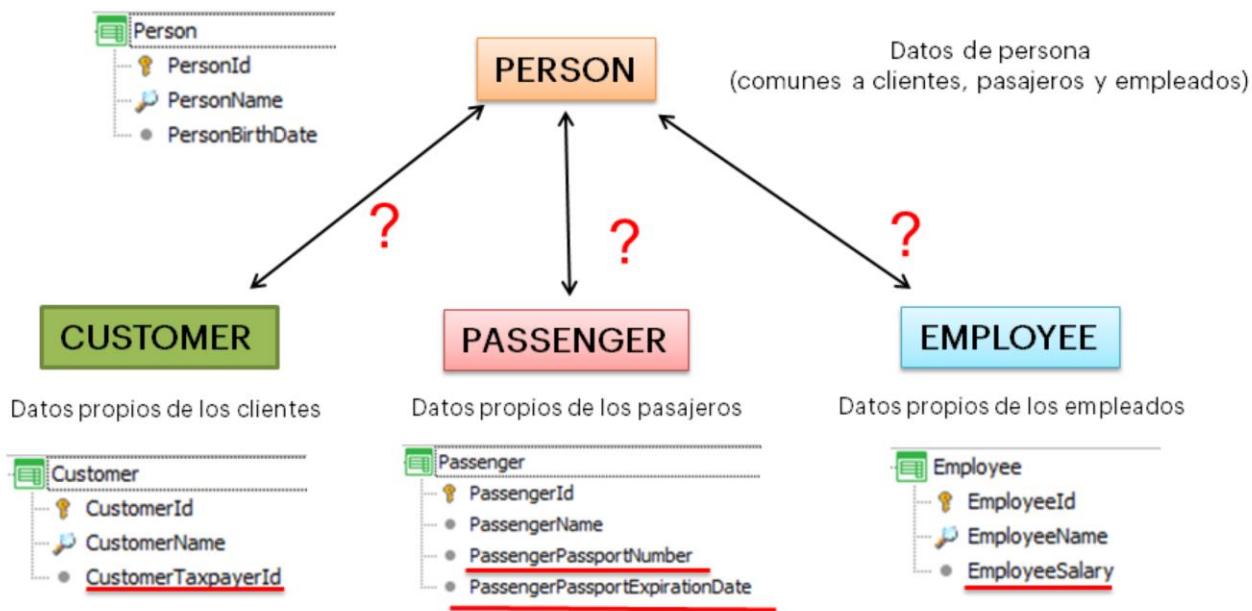 Person
PersonId
PersonName
PersonBirthDate
PERSON
Datos de persona
(comunes a clientes, pasajeros y empleados)
?
?
?
CUSTOMER
PASSENGER
EMPLOYEE
Datos propios de los clientes
Datos propios de los pasajeros
Datos propios de los empleados
Customer
CustomerId
CustomerName
CustomerTaxpayerId
Passenger
PassengerId
PassengerName
PassengerPassportNumber
PassengerPassportExpirationDate
Employee
EmployeeId
EmployeeName
EmployeeSalary